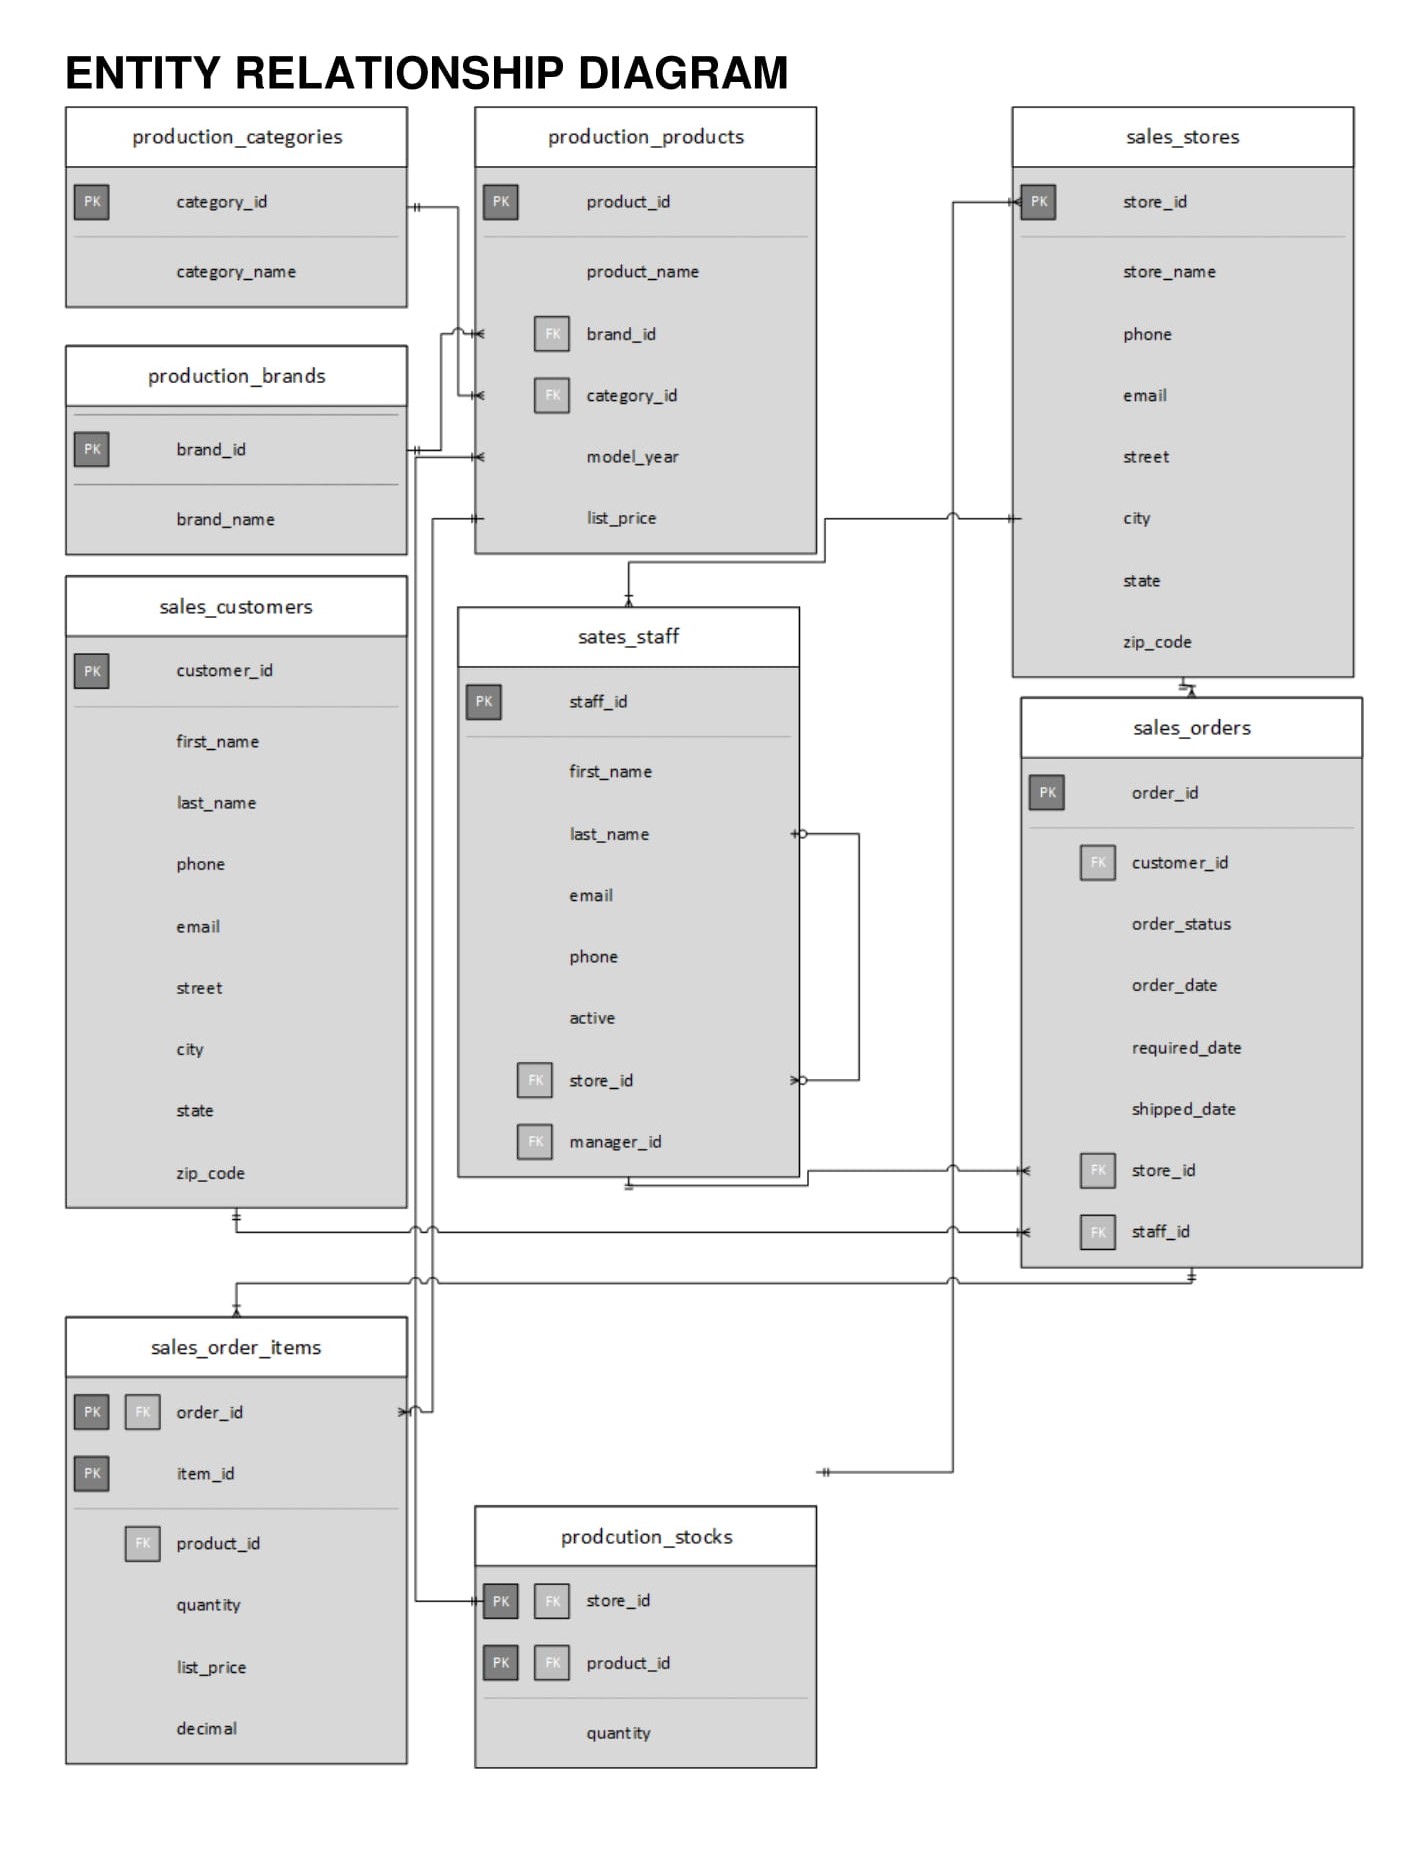 ENTITY RELATIONSHIP DIAGRAM
production_categories
PK category_id
category_name
production_brands
PK brand_id
brand_name
sales_customers
PK customer_id
first_name
last_name
phone
email
street
city
state
zip_code
sales_order_items
PK FK order_id
PK item_id
FK product_id
quantity
list_price
decimal
production_products
PK product_id
product_name
FK brand_id
FK category_id
model_year
list_price
sates_staff
PK staff_id
first_name
last_name
email
phone
active
FK store_id
FK manager_id
prodcution_stocks
PK FK store_id
PK FK product_id
quantity
sales_stores
PK store_id
store_name
phone
email
street
city
state
zip_code
sales_orders
PK order_id
FK customer_id
order_status
order_date
required_date
shipped_date
FK store_id
FK staff_id